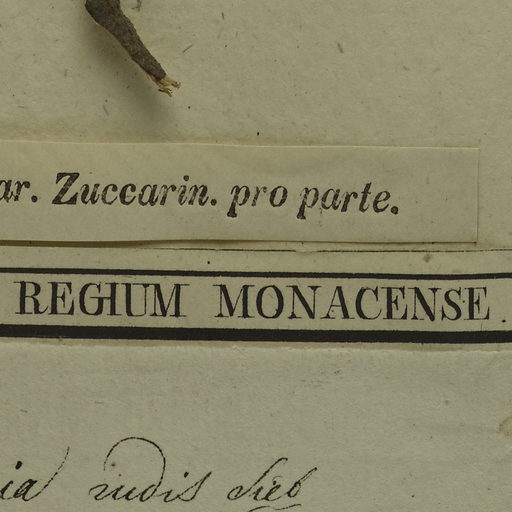 ar. Zuccarin. pro parte.
REGIUM MONACENSE.
ia rudis Sieb